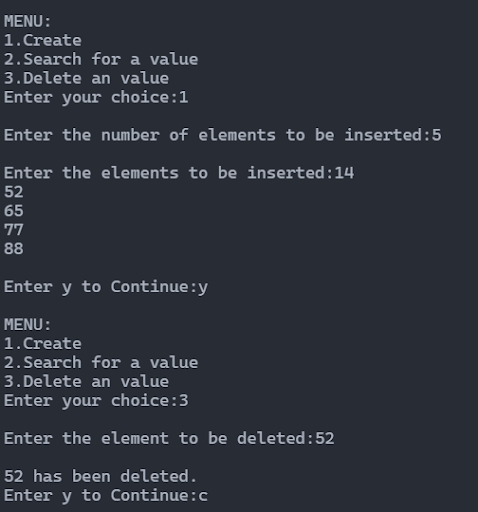 MENU:
1.Create
2.Search for a value
3.Delete an value
Enter your choice:1
Enter the number of elements to be inserted:5
Enter the elements to be inserted:14
52
65
77
88
Enter y to Continue:y
MENU:
1.Create
2.Search for a value
3.Delete an value
Enter your choice:3
Enter the element to be deleted:52
52 has been deleted.
Enter y to Continue:c